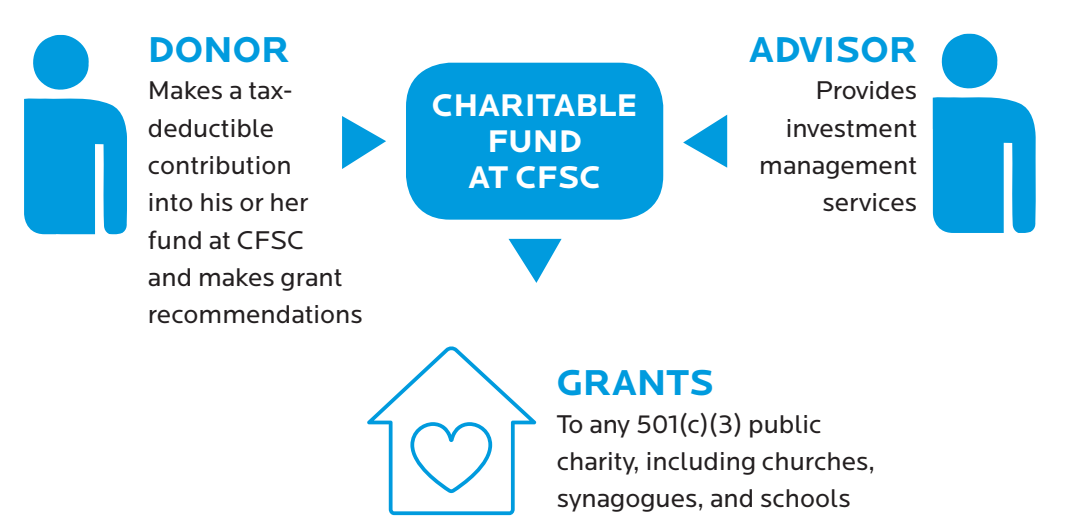 DONOR
Makes a tax-
deductible
contribution
into his or her
fund at CFSC
and makes grant
recommendations
CHARITABLE
FUND
AT CFSC
ADVISOR
Provides
investment
management
services
GRANTS
To any 501(c)(3) public
charity, including churches,
synagogues, and schools